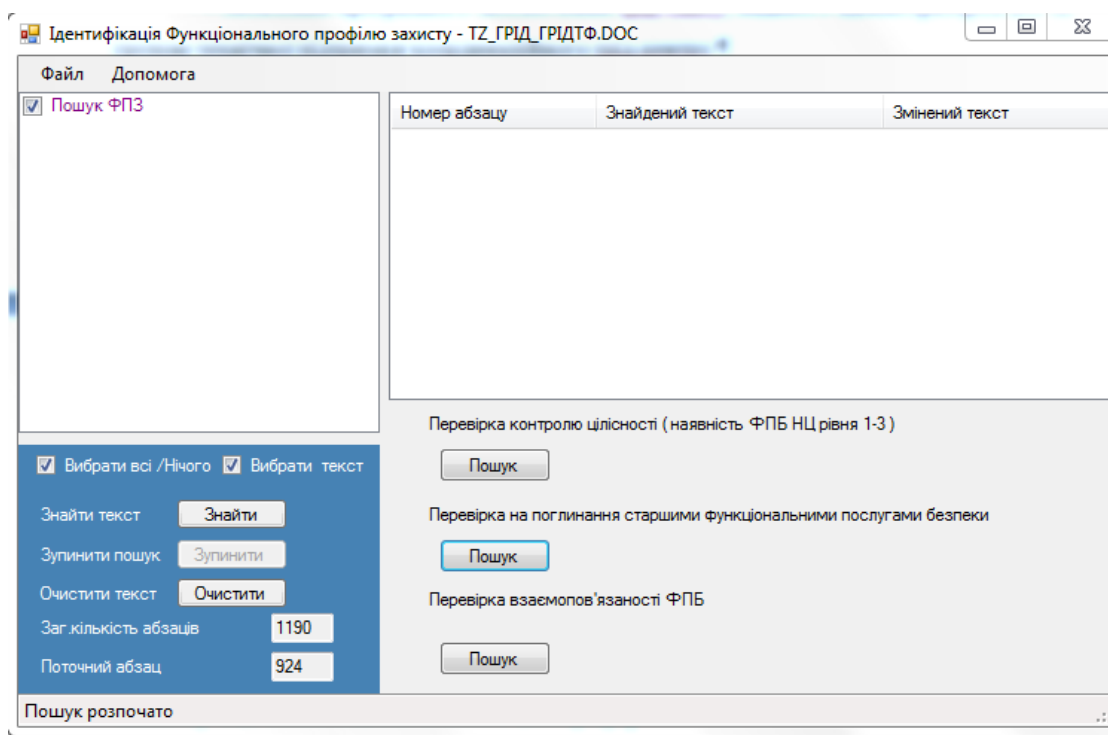 Ідентифікація Функціонального профілю захисту - TZ_ГРІД_ГРІДТФ.DOC
Файл Допомога
Пошук ФПЗ
Номер абзацу Знайдений текст Змінений текст
Перевірка контролю цілісності ( наявність ФПБ НЦ рівня 1-3 )
Пошук
Перевірка на поглинання старшими функціональними послугами безпеки
Пошук
Перевірка взаємопов'язаності ФПБ
Пошук
Вибрати всі /Нічого Вибрати текст
Знайти текст Знайти
Зупинити пошук Зупинити
Очистити текст Очистити
Заг.кількість абзаців 1190
Поточний абзац 924
Пошук розпочато